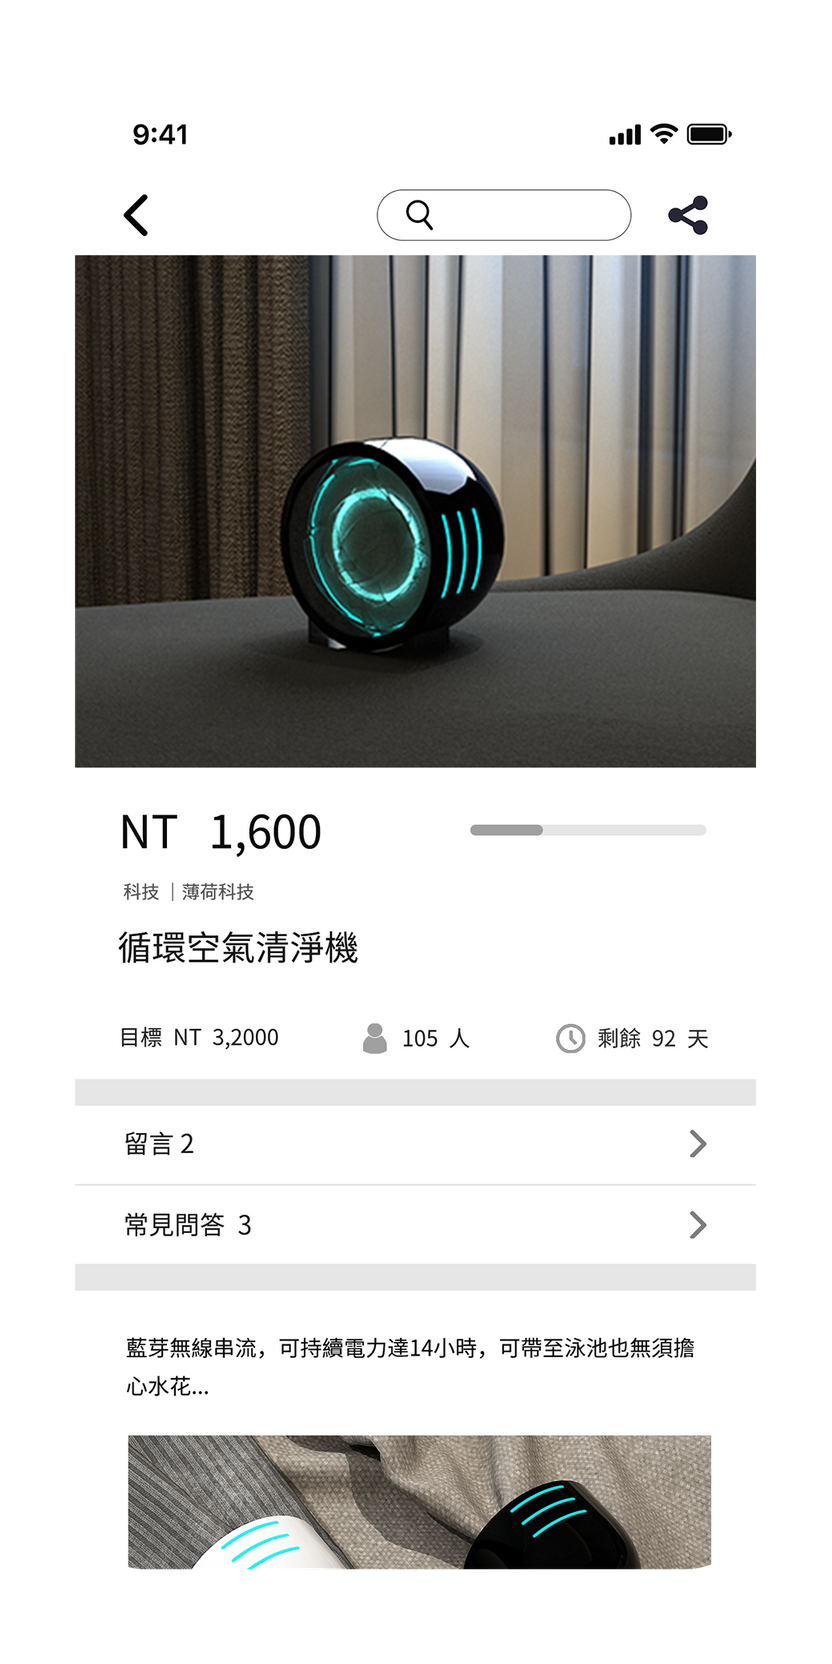 9:41
NT 1,600
科技 ｜薄荷科技
循環空氣清淨機
目標 NT 3,2000
105 人
剩餘 92 天
留言 2
常見問答 3
藍芽無線串流，可持續電力達14小時，可帶至泳池也無須擔
心水花...